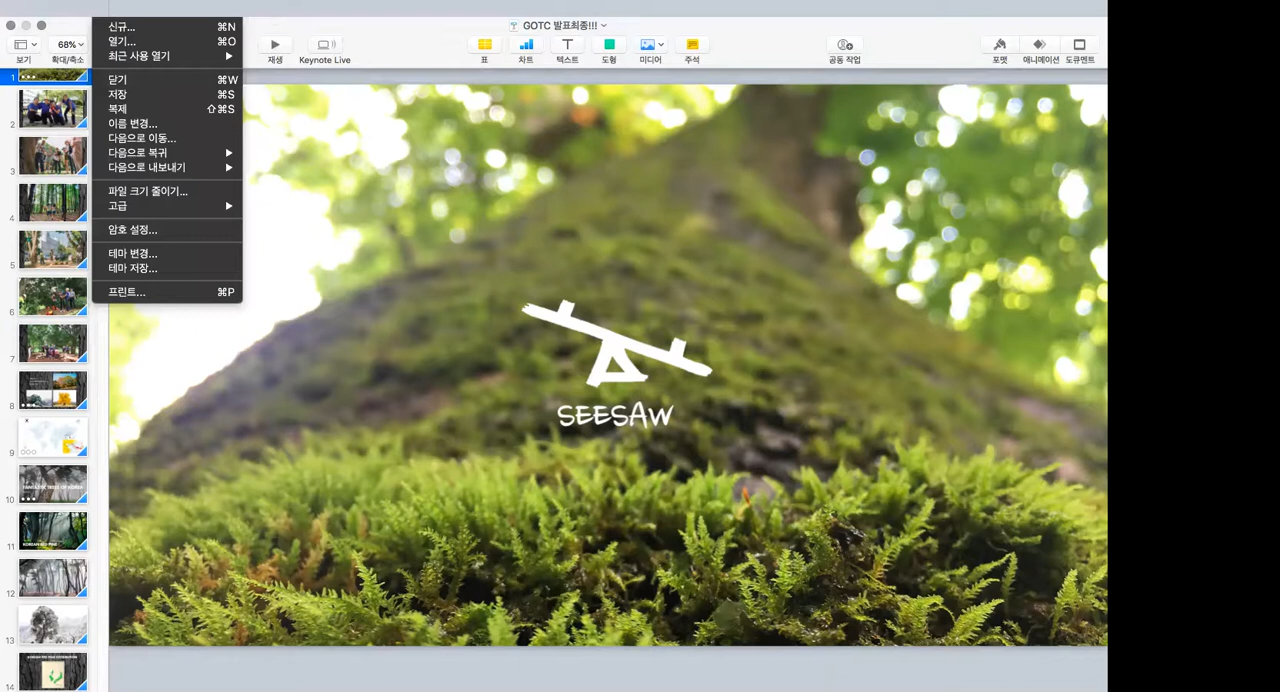 GOTC 발표최종!!!
68%
보기
확대/축소
재생
Keynote Live
표
차트
텍스트
도형
미디어
주석
공동 작업
포맷
애니메이션
도큐멘트
신규... ⌘N
열기... ⌘O
최근 사용 열기
닫기 ⌘W
저장 ⌘S
복제 ⇧⌘S
이름 변경...
다음으로 이동...
다음으로 복귀
다음으로 내보내기
파일 크기 줄이기...
고급
암호 설정...
테마 변경...
테마 저장...
프린트... ⌘P
1
2
3
4
5
6
7
8
9
FANTASTIC TREES OF KOREA
10
11
12
13
14
SEESAW